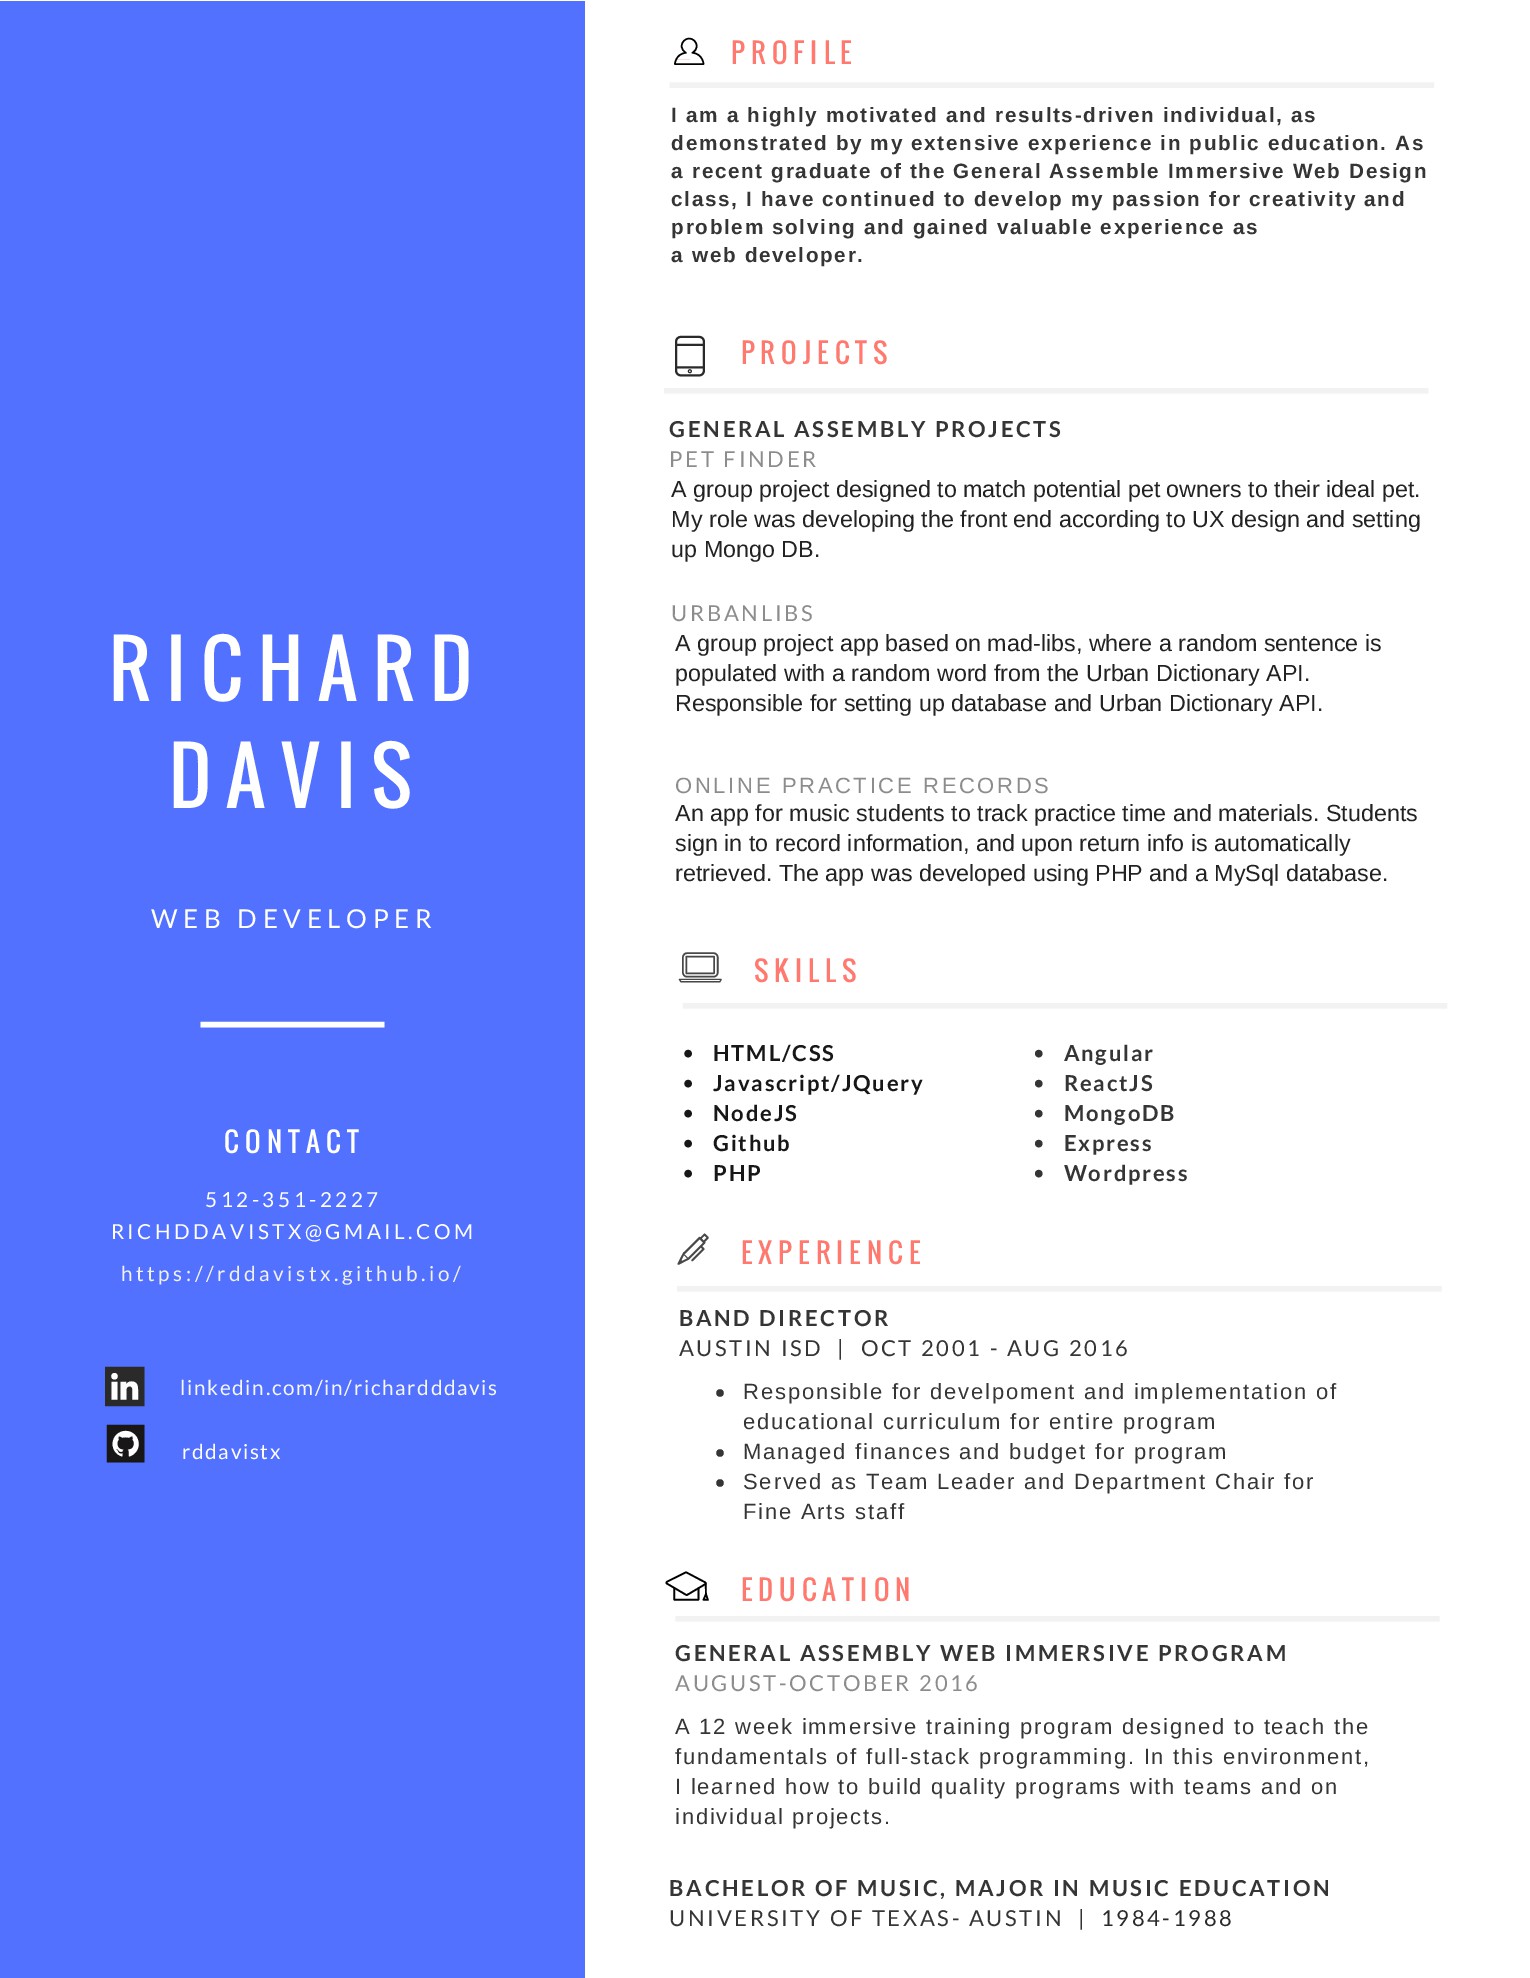 RICHARD
DAVIS
WEB DEVELOPER
CONTACT
512-351-2227
RICHDDAVISTX@GMAIL.COM
https://rddavistx.github.io/
linkedin.com/in/richardddavis
rddavistx
PROFILE
I am a highly motivated and results-driven individual, as
demonstrated by my extensive experience in public education. As
a recent graduate of the General Assemble Immersive Web Design
class, I have continued to develop my passion for creativity and
problem solving and gained valuable experience as
a web developer.
PROJECTS
GENERAL ASSEMBLY PROJECTS
PET FINDER
A group project designed to match potential pet owners to their ideal pet.
My role was developing the front end according to UX design and setting
up Mongo DB.
URBANLIBS
A group project app based on mad-libs, where a random sentence is
populated with a random word from the Urban Dictionary API.
Responsible for setting up database and Urban Dictionary API.
ONLINE PRACTICE RECORDS
An app for music students to track practice time and materials. Students
sign in to record information, and upon return info is automatically
retrieved. The app was developed using PHP and a MySql database.
SKILLS
• HTML/CSS
• Javascript/JQuery
• NodeJS
• Github
• PHP
• Angular
• ReactJS
• MongoDB
• Express
• Wordpress
EXPERIENCE
BAND DIRECTOR
AUSTIN ISD | OCT 2001 - AUG 2016
• Responsible for develpoment and implementation of
educational curriculum for entire program
• Managed finances and budget for program
• Served as Team Leader and Department Chair for
Fine Arts staff
EDUCATION
GENERAL ASSEMBLY WEB IMMERSIVE PROGRAM
AUGUST-OCTOBER 2016
A 12 week immersive training program designed to teach the
fundamentals of full-stack programming. In this environment,
I learned how to build quality programs with teams and on
individual projects.
BACHELOR OF MUSIC, MAJOR IN MUSIC EDUCATION
UNIVERSITY OF TEXAS- AUSTIN | 1984-1988